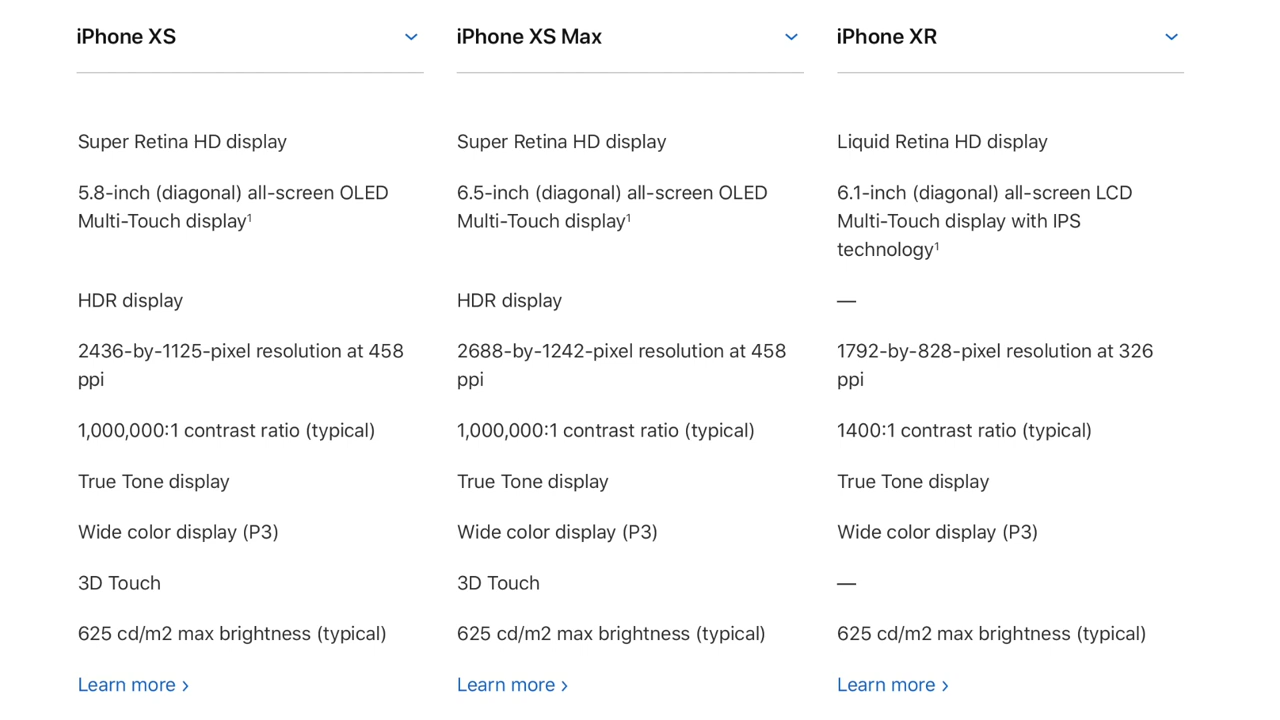 iPhone XS
iPhone XS Max
iPhone XR
Super Retina HD display
Super Retina HD display
Liquid Retina HD display
5.8-inch (diagonal) all-screen OLED
Multi-Touch display¹
6.5-inch (diagonal) all-screen OLED
Multi-Touch display¹
6.1-inch (diagonal) all-screen LCD
Multi-Touch display with IPS
technology¹
HDR display
HDR display
—
2436-by-1125-pixel resolution at 458
ppi
2688-by-1242-pixel resolution at 458
ppi
1792-by-828-pixel resolution at 326
ppi
1,000,000:1 contrast ratio (typical)
1,000,000:1 contrast ratio (typical)
1400:1 contrast ratio (typical)
True Tone display
True Tone display
True Tone display
Wide color display (P3)
Wide color display (P3)
Wide color display (P3)
3D Touch
3D Touch
—
625 cd/m2 max brightness (typical)
625 cd/m2 max brightness (typical)
625 cd/m2 max brightness (typical)
Learn more ›
Learn more ›
Learn more ›